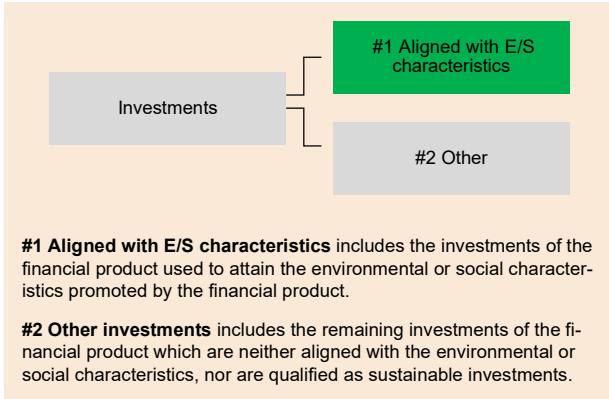 #1 Aligned with E/S
characteristics
Investments
#2 Other
#1 Aligned with E/S characteristics includes the investments of the
financial product used to attain the environmental or social character-
istics promoted by the financial product.
#2 Other investments includes the remaining investments of the fi-
nancial product which are neither aligned with the environmental or
social characteristics, nor are qualified as sustainable investments.